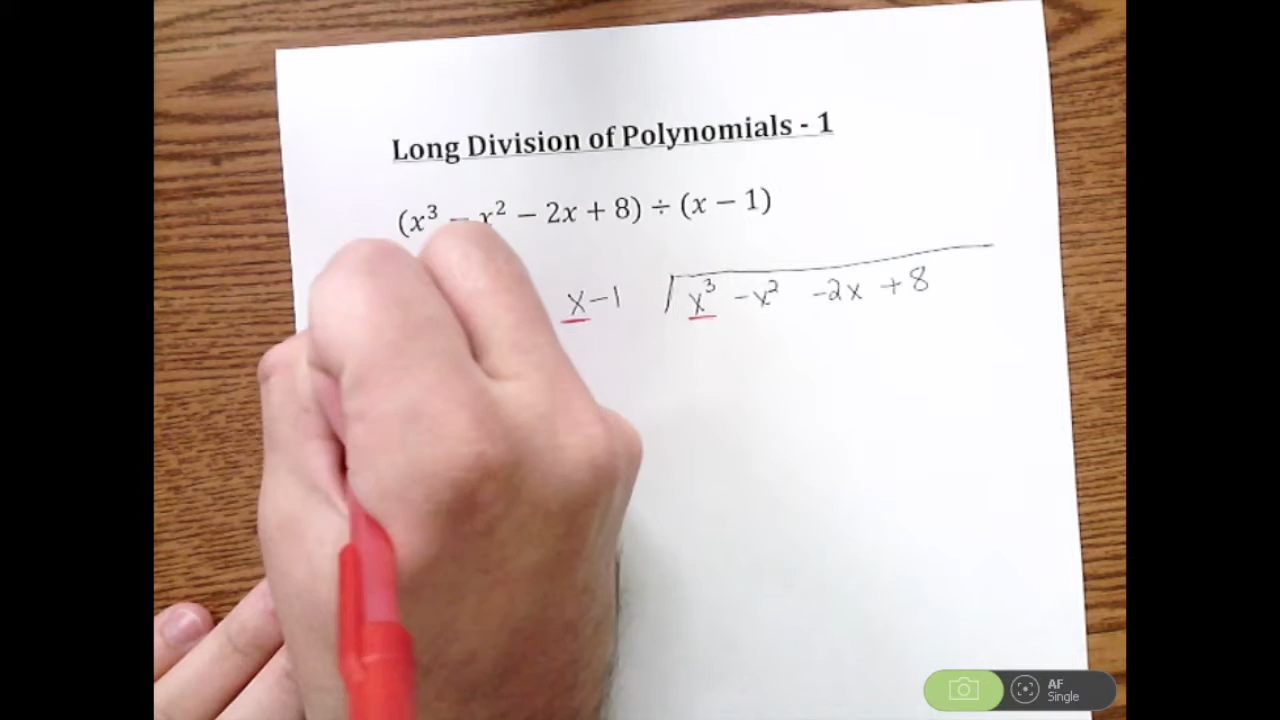 Long Division of Polynomials - 1
(x³ − x² − 2x + 8) ÷ (x − 1)
x-1 x³ -x² -2x +8
AF
Single